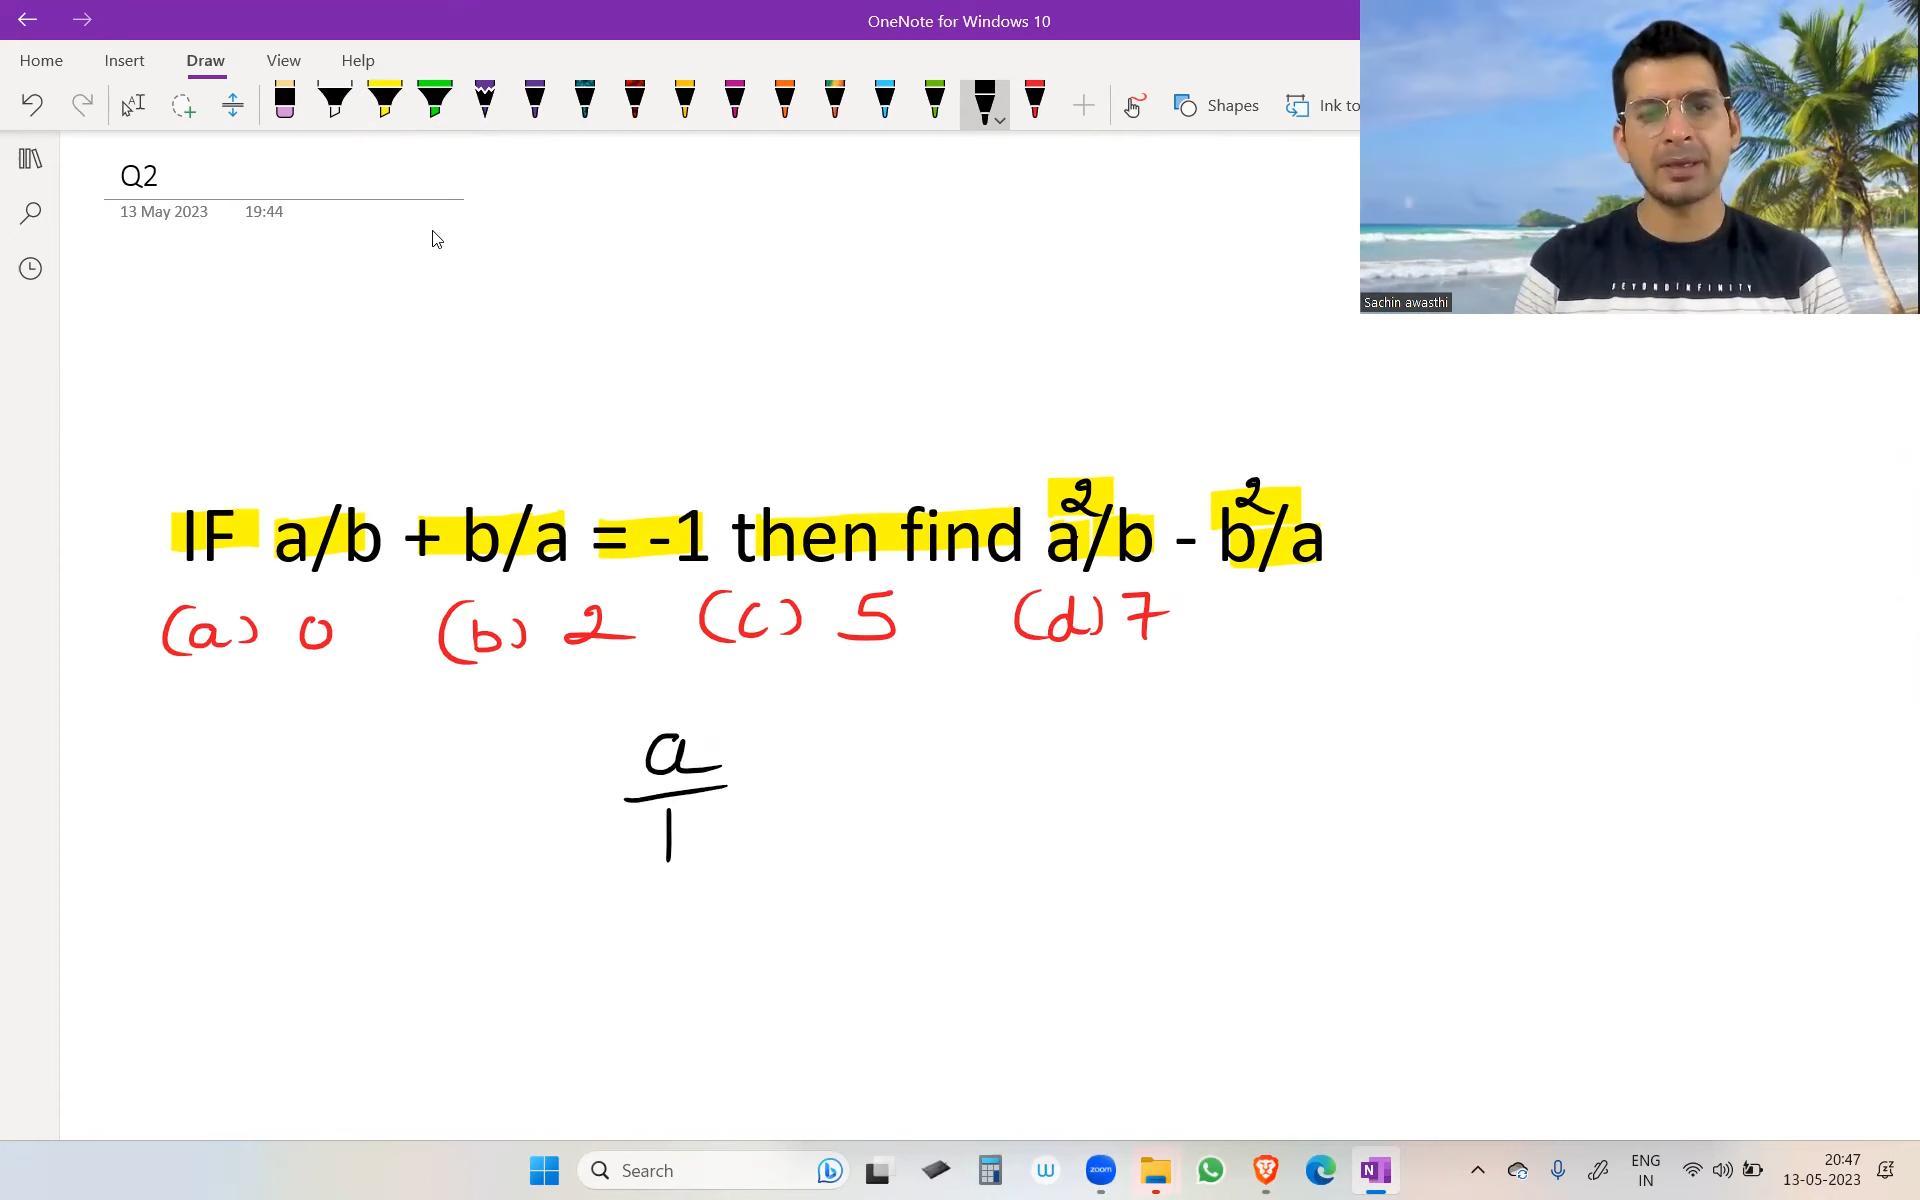 OneNote for Windows 10
Home Insert Draw View Help
Shapes Ink to
Q2
13 May 2023 19:44
BEYONDINFINITY
Sachin awasthi
IF a/b + b/a = -1 then find a²/b - b²/a
(a) 0 (b) 2 (c) 5 (d) 7
a
1
Search
zoom
N
ENG
IN
20:47
13-05-2023